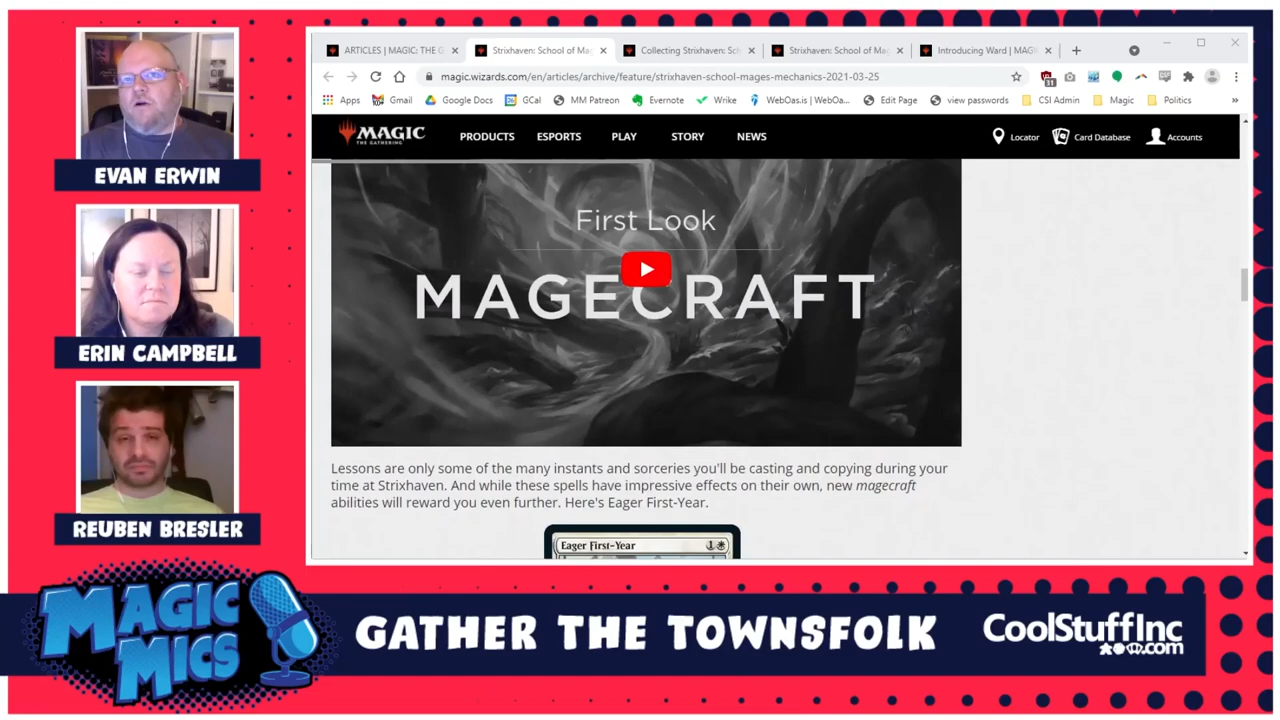 EVAN ERWIN
ERIN CAMPBELL
REUBEN BRESLER
ARTICLES | MAGIC: THE G
Strixhaven: School of Mag
Collecting Strixhaven: Sch
Strixhaven: School of Mag
Introducing Ward | MAGI
magic.wizards.com/en/articles/archive/feature/strixhaven-school-mages-mechanics-2021-03-25
31
Apps Gmail Google Docs GCal MM Patreon Evernote Wrike WebOas.is | WebOa... Edit Page view passwords CSI Admin Magic Politics »
MAGIC
THE GATHERING
PRODUCTS ESPORTS PLAY STORY NEWS
Locator Card Database Accounts
First Look
MAGECRAFT
Lessons are only some of the many instants and sorceries you'll be casting and copying during your
time at Strixhaven. And while these spells have impressive effects on their own, new magecraft
abilities will reward you even further. Here's Eager First-Year.
Eager First-Year 1
MAGIC
MICS
GATHER THE TOWNSFOLK
CoolStuffInc
.com